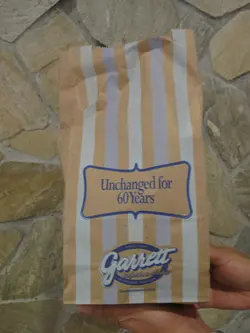 Unchanged for
60 Years
Garrett